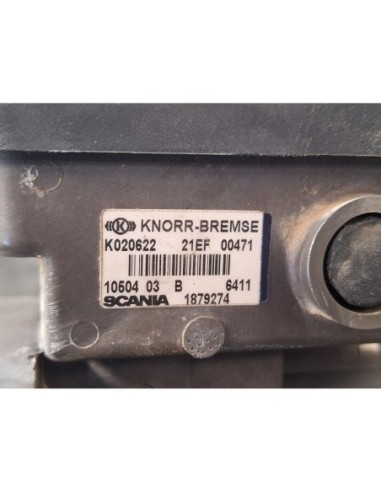 KNORR-BREMSE
K020622 21EF 00471
10504 03 B 6411
SCANIA 1879274